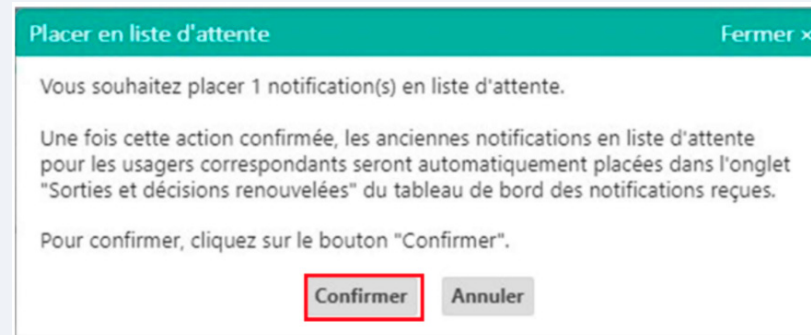 Placer en liste d'attente Fermer ×
Vous souhaitez placer 1 notification(s) en liste d'attente.
Une fois cette action confirmée, les anciennes notifications en liste d'attente
pour les usagers correspondants seront automatiquement placées dans l'onglet
"Sorties et décisions renouvelées" du tableau de bord des notifications reçues.
Pour confirmer, cliquez sur le bouton "Confirmer".
Confirmer Annuler